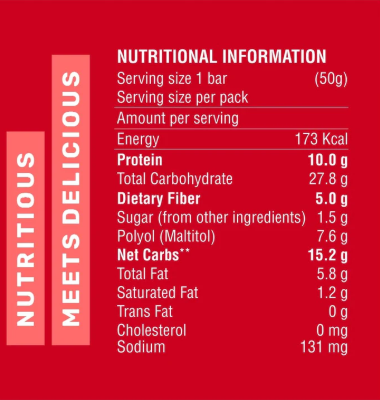 NUTRITIOUS
MEETS DELICIOUS
NUTRITIONAL INFORMATION
Serving size 1 bar (50g)
Serving size per pack
Amount per serving
Energy 173 Kcal
Protein 10.0 g
Total Carbohydrate 27.8 g
Dietary Fiber 5.0 g
Sugar (from other ingredients) 1.5 g
Polyol (Maltitol) 7.6 g
Net Carbs** 15.2 g
Total Fat 5.8 g
Saturated Fat 1.2 g
Trans Fat 0 g
Cholesterol 0 mg
Sodium 131 mg